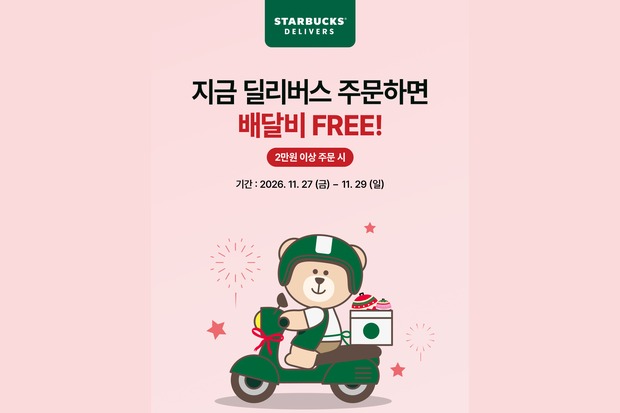 STARBUCKS®
DELIVERS
지금 딜리버스 주문하면
배달비 FREE!
2만원 이상 주문 시
기간 : 2026. 11. 27 (금) – 11. 29 (일)